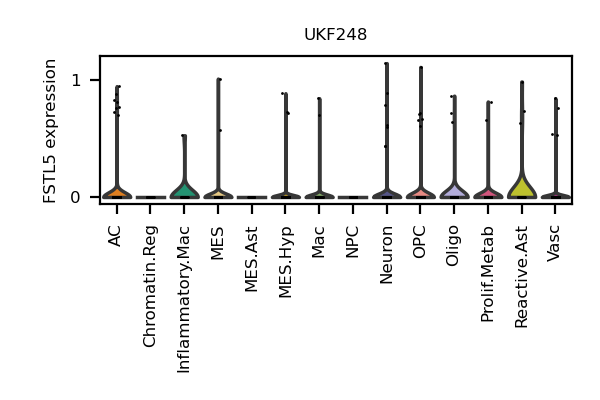 UKF248
FSTL5 expression
1
0
AC
Chromatin.Reg
Inflammatory.Mac
MES
MES.Ast
MES.Hyp
Mac
NPC
Neuron
OPC
Oligo
Prolif.Metab
Reactive.Ast
Vasc